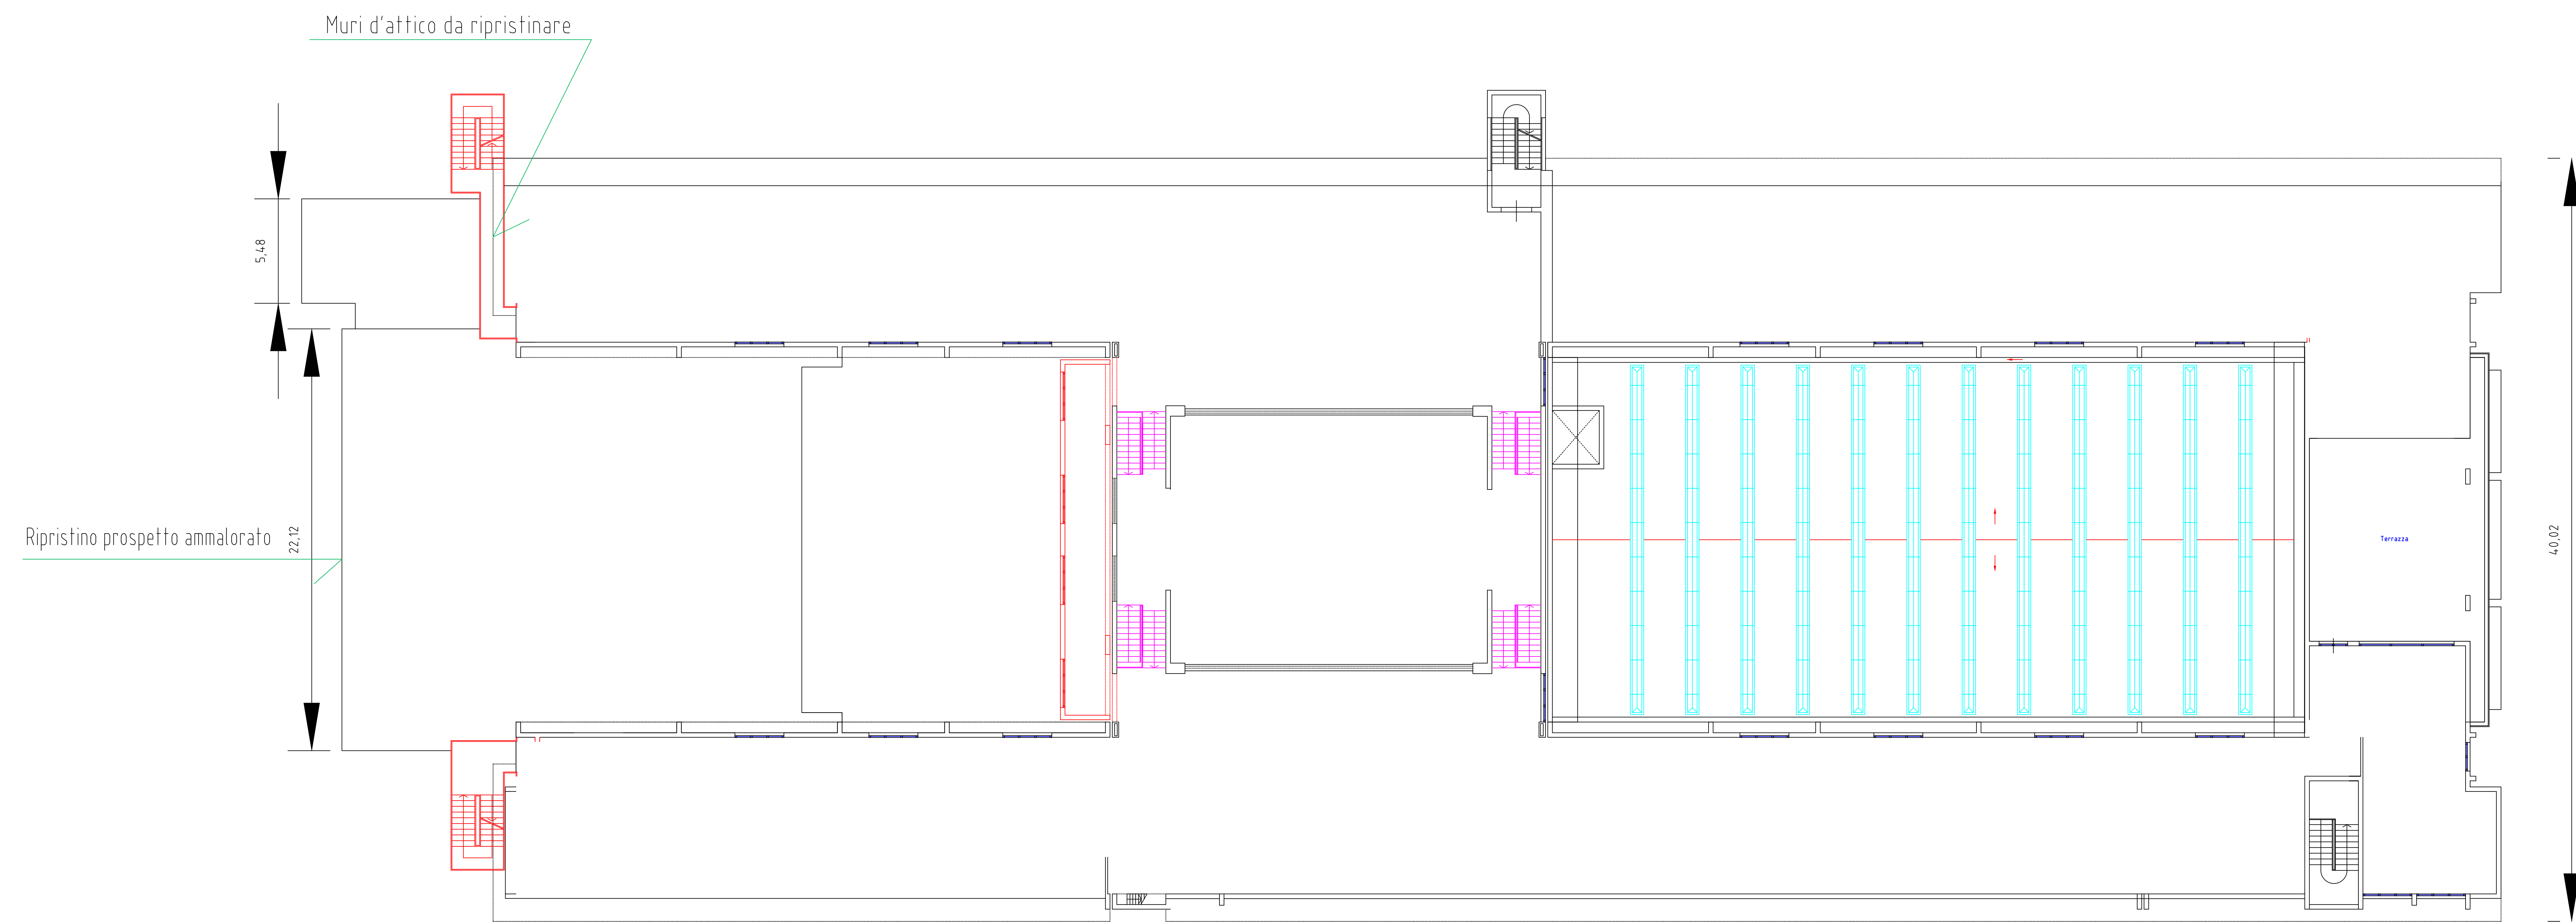 Muri d'attico da ripristinare
5,48
Ripristino prospetto ammalorato
22,12
Terrazza
40,02